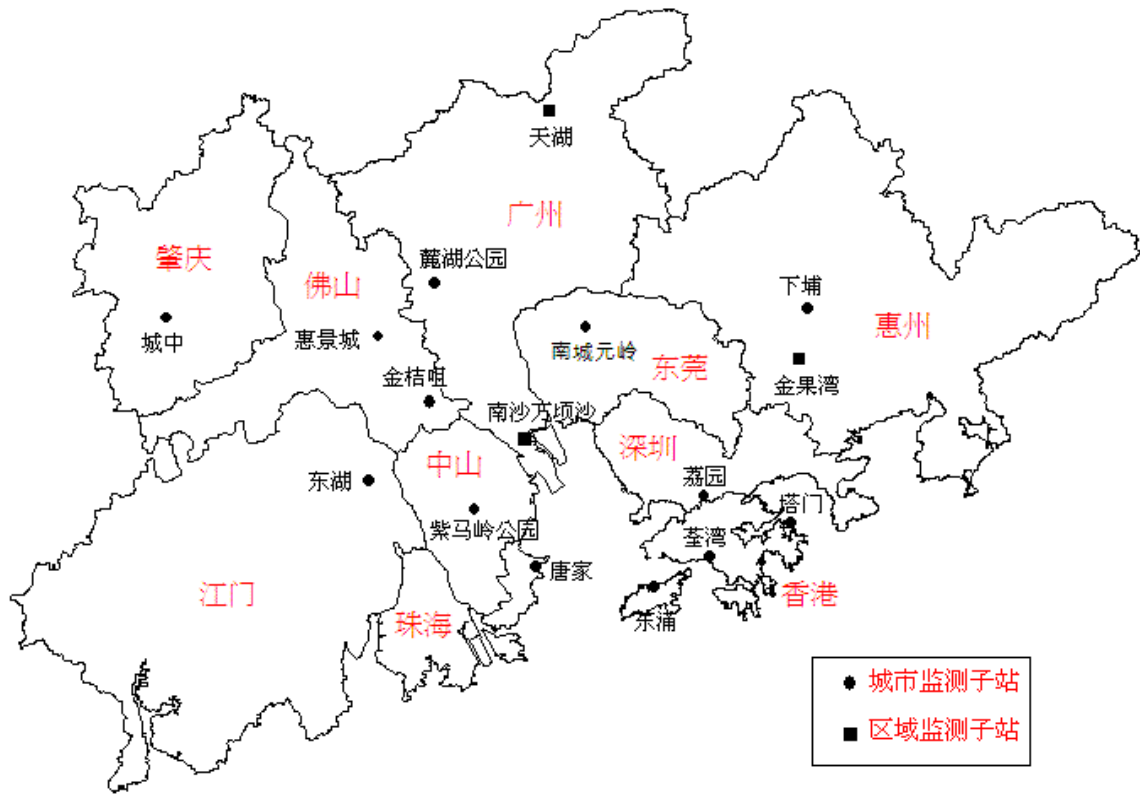 天湖
广州
肇庆
麓湖公园
佛山
下埔
惠州
城中
惠景城
南城元岭
东莞
金桔咀
金果湾
南沙万顷沙
深圳
中山
东湖
荔园
塔门
紫马岭公园
荃湾
唐家
江门
香港
东涌
珠海
城市监测子站
区域监测子站